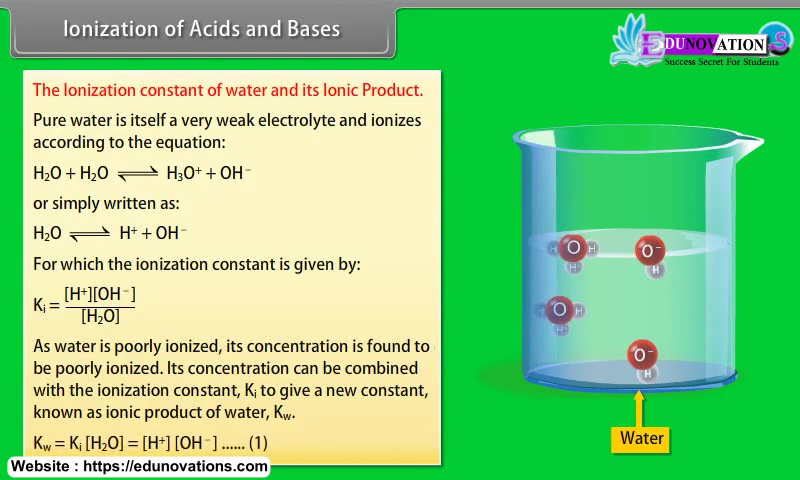 Ionization of Acids and Bases
EDUNOVATIONS
Success Secret For Students
The Ionization constant of water and its Ionic Product.
Pure water is itself a very weak electrolyte and ionizes
according to the equation:
H₂O + H₂O ⇌ H₃O⁺ + OH⁻
or simply written as:
H₂O ⇌ H⁺ + OH⁻
For which the ionization constant is given by:
Kᵢ = [H⁺][OH⁻] / [H₂O]
As water is poorly ionized, its concentration is found to
be poorly ionized. Its concentration can be combined
with the ionization constant, Kᵢ to give a new constant,
known as ionic product of water, K_w.
K_w = Kᵢ [H₂O] = [H⁺] [OH⁻] ...... (1)
Website : https://edunovations.com
H O H O⁻
H H
H O H
H
O⁻
H
Water